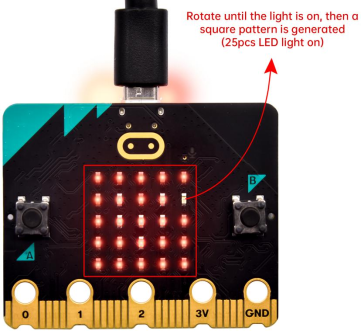 Rotate until the light is on, then a
square pattern is generated
(25pcs LED light on)
B
A
0 1 2 3V GND